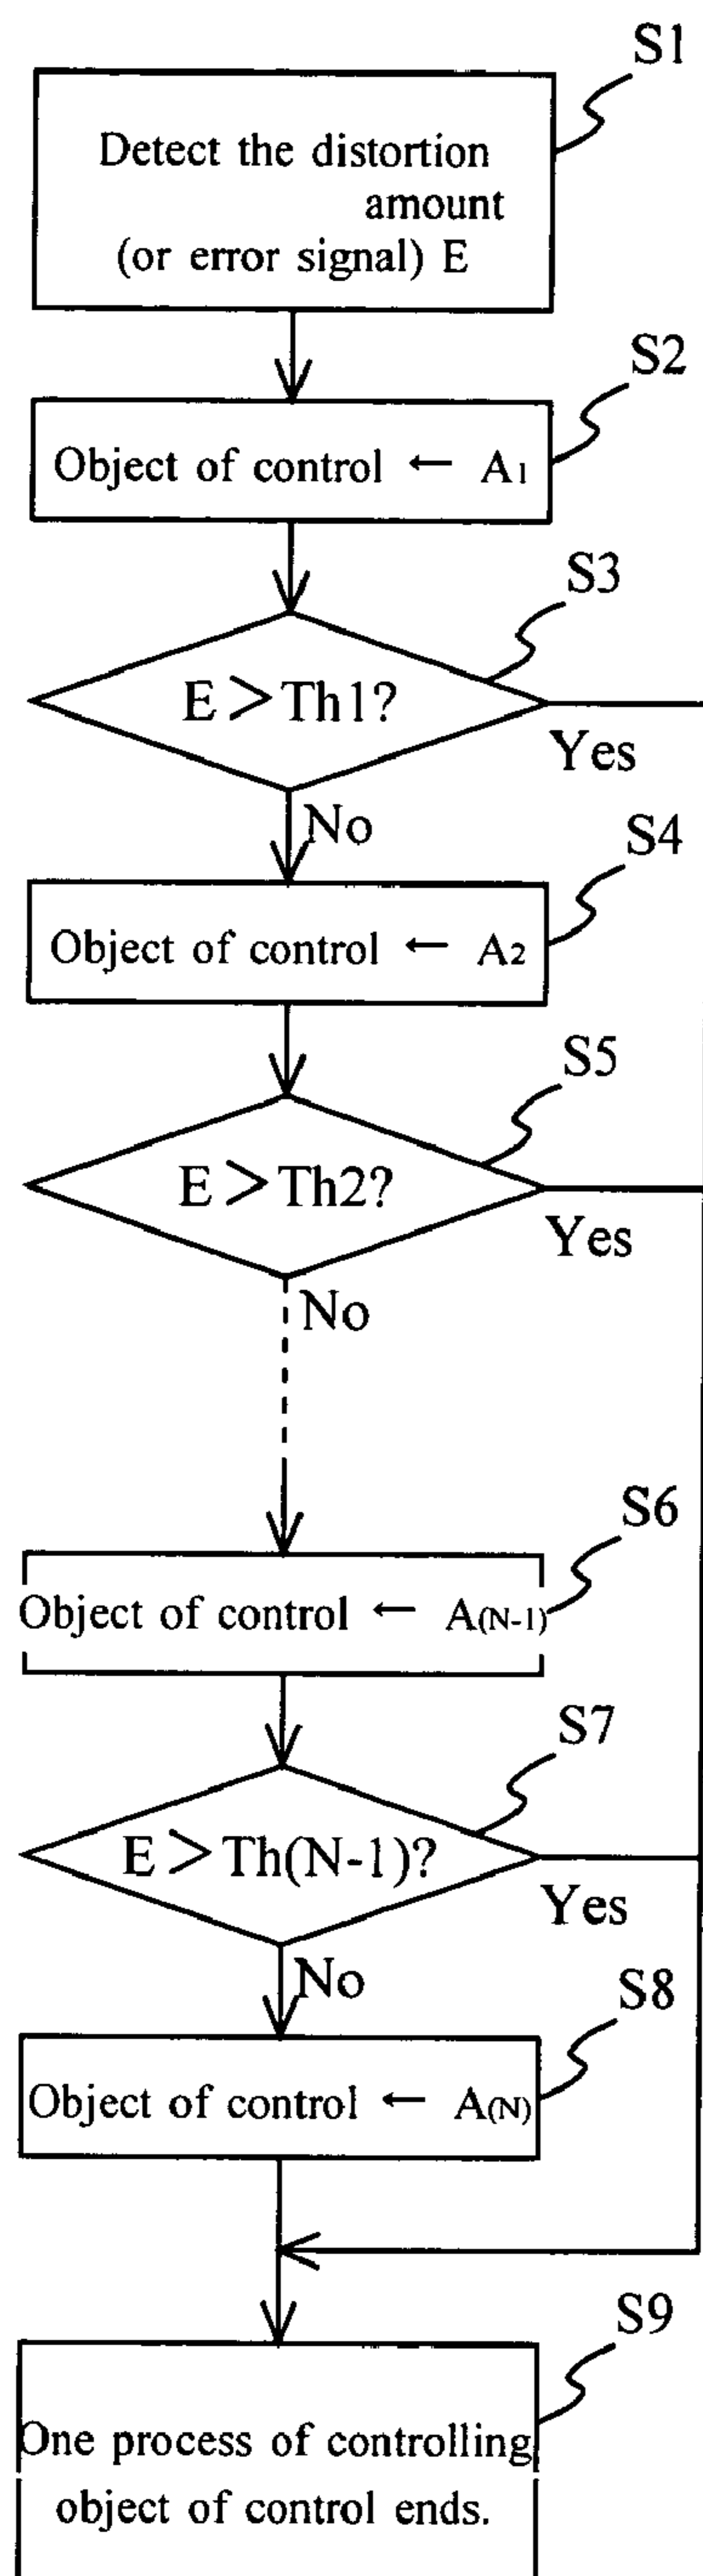 S1
Detect the distortion
amount
(or error signal) E
S2
Object of control ← A1
S3
E > Th1?
Yes
No
S4
Object of control ← A2
S5
E > Th2?
Yes
No
S6
Object of control ← A(N-1)
S7
E > Th(N-1)?
Yes
No
S8
Object of control ← A(N)
S9
One process of controlling
object of control ends.